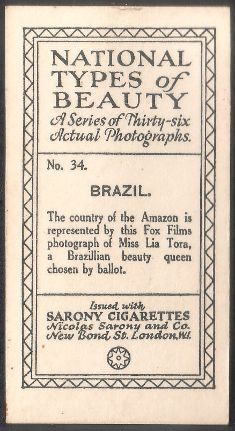 NATIONAL
TYPES of
BEAUTY
A Series of Thirty-six
Actual Photographs.
No. 34.
BRAZIL.
The country of the Amazon is
represented by this Fox Films
photograph of Miss Lia Tora,
a Brazillian beauty queen
chosen by ballot.
Issued with
SARONY CIGARETTES
Nicolas Sarony and Co.
New Bond St. London, W.1.